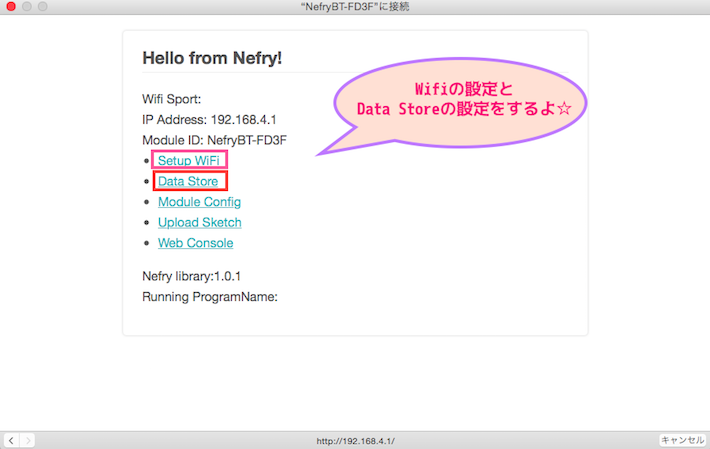 “NefryBT-FD3F”に接続
Hello from Nefry!
Wifiの設定と
Data Storeの設定をするよ☆
Wifi Sport:
IP Address: 192.168.4.1
Module ID: NefryBT-FD3F
Setup WiFi
Data Store
Module Config
Upload Sketch
Web Console
Nefry library:1.0.1
Running ProgramName:
http://192.168.4.1/
キャンセル